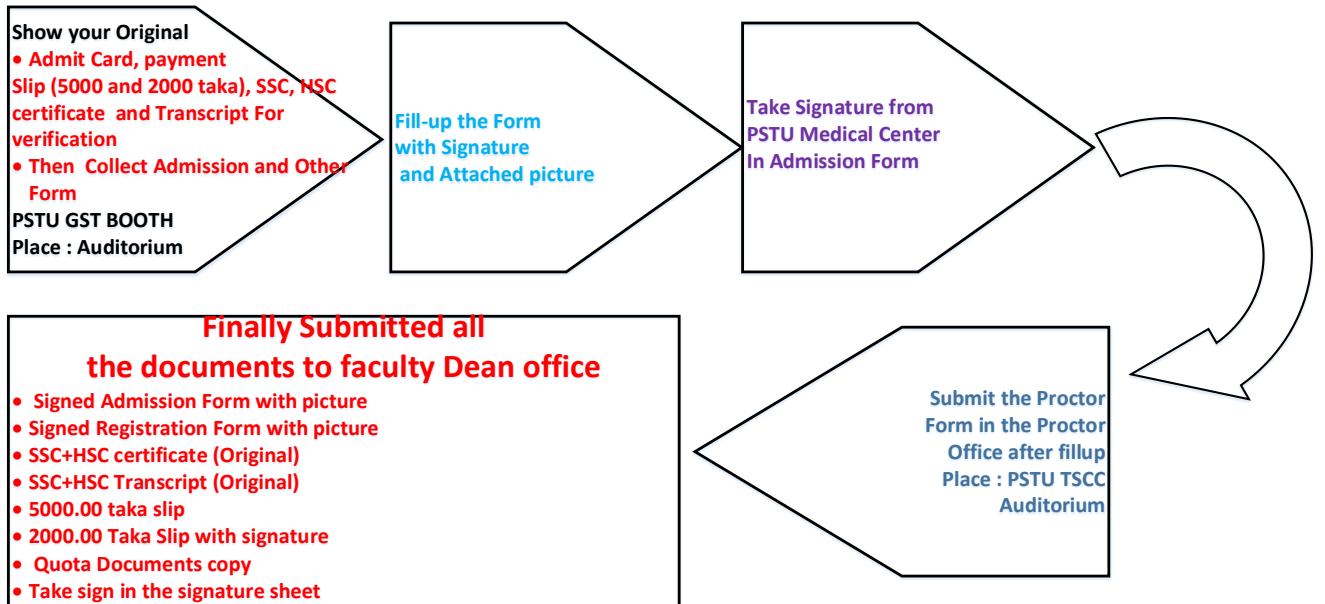 Show your Original
• Admit Card, payment
Slip (5000 and 2000 taka), SSC, HSC
certificate and Transcript For
verification
• Then Collect Admission and Other
Form
PSTU GST BOOTH
Place : Auditorium
Fill-up the Form
with Signature
and Attached picture
Take Signature from
PSTU Medical Center
In Admission Form
Submit the Proctor
Form in the Proctor
Office after fillup
Place : PSTU TSCC
Auditorium
Finally Submitted all
the documents to faculty Dean office
• Signed Admission Form with picture
• Signed Registration Form with picture
• SSC+HSC certificate (Original)
• SSC+HSC Transcript (Original)
• 5000.00 taka slip
• 2000.00 Taka Slip with signature
• Quota Documents copy
• Take sign in the signature sheet